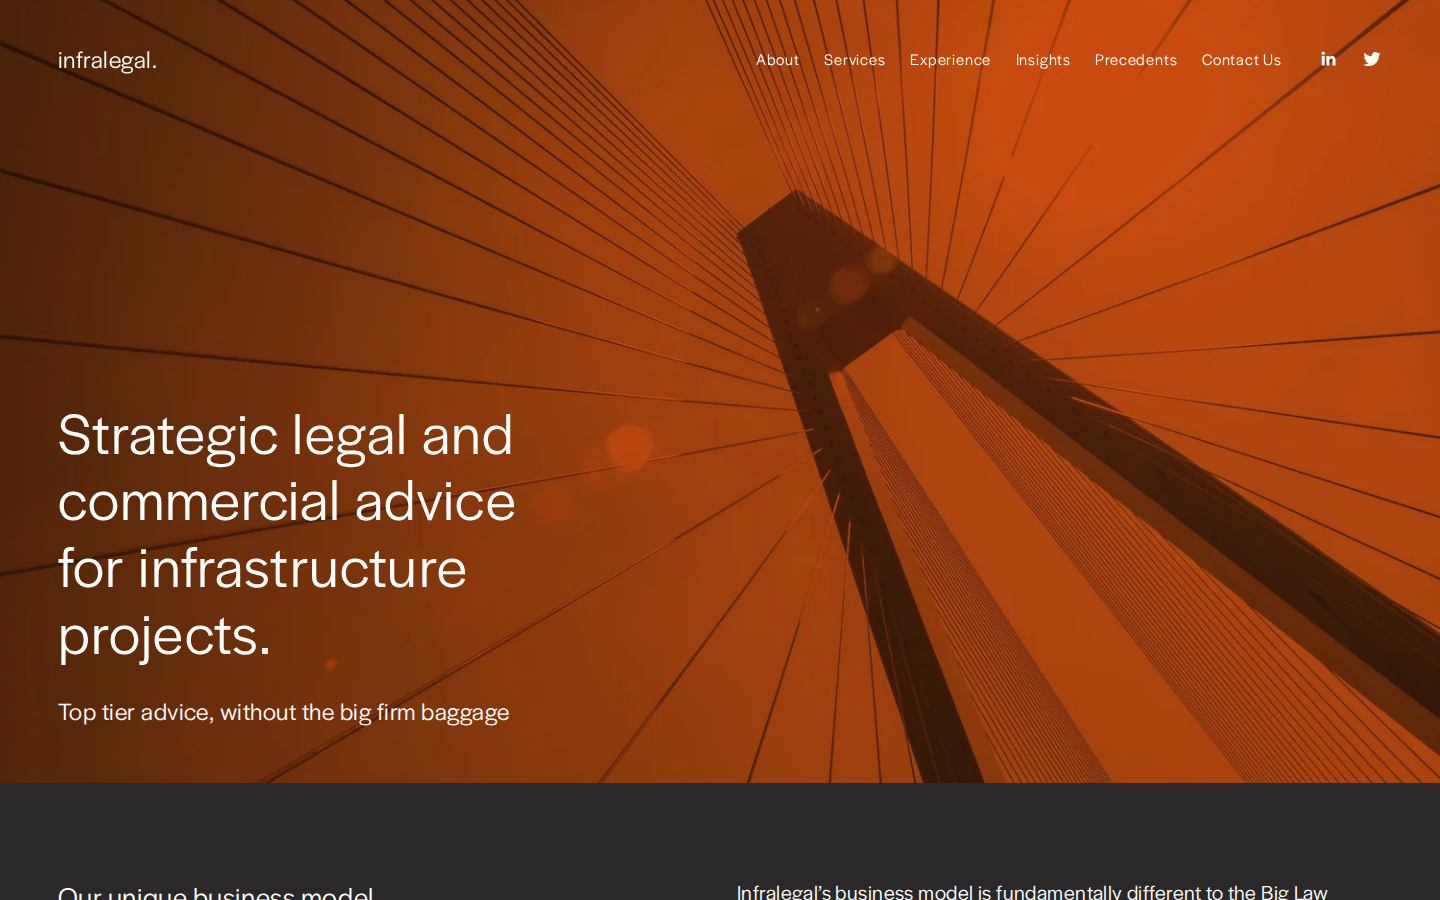 infralegal.
About Services Experience Insights Precedents Contact Us
Strategic legal and
commercial advice
for infrastructure
projects.
Top tier advice, without the big firm baggage
Our unique business model
Infralegal’s business model is fundamentally different to the Big Law